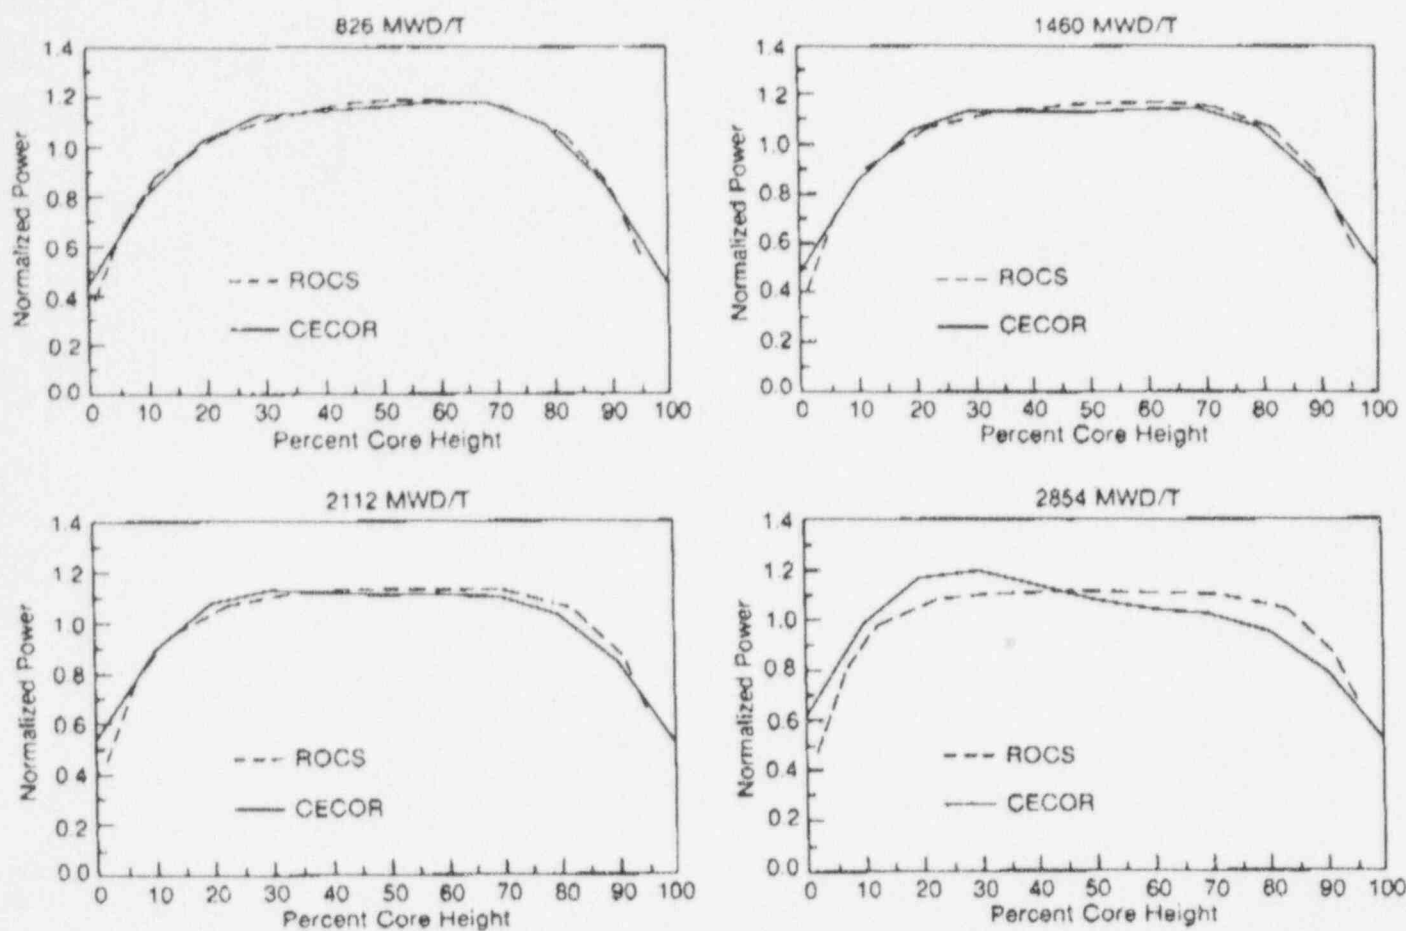 826 MWD/T
1.4
1.2
1.0
0.8
0.6
0.4
0.2
0.0
Normalized Power
ROCS
CECOR
0 10 20 30 40 50 60 70 80 90 100
Percent Core Height
1460 MWD/T
1.4
1.2
1.0
0.8
0.6
0.4
0.2
0.0
Normalized Power
ROCS
CECOR
0 10 20 30 40 50 60 70 80 90 100
Percent Core Height
2112 MWD/T
1.4
1.2
1.0
0.8
0.6
0.4
0.2
0.0
Normalized Power
ROCS
CECOR
0 10 20 30 40 50 60 70 80 90 100
Percent Core Height
2854 MWD/T
1.4
1.2
1.0
0.8
0.6
0.4
0.2
0.0
Normalized Power
ROCS
CECOR
0 10 20 30 40 50 60 70 80 90 100
Percent Core Height